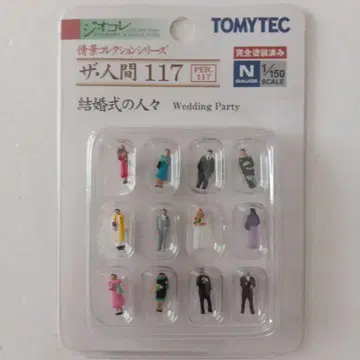 ジオコレ
TOMYTEC
情景コレクションシリーズ
ザ・人間 117
PER.
117
完全塗装済み
N
GAUGE
1/150
SCALE
結婚式の人々 Wedding Party